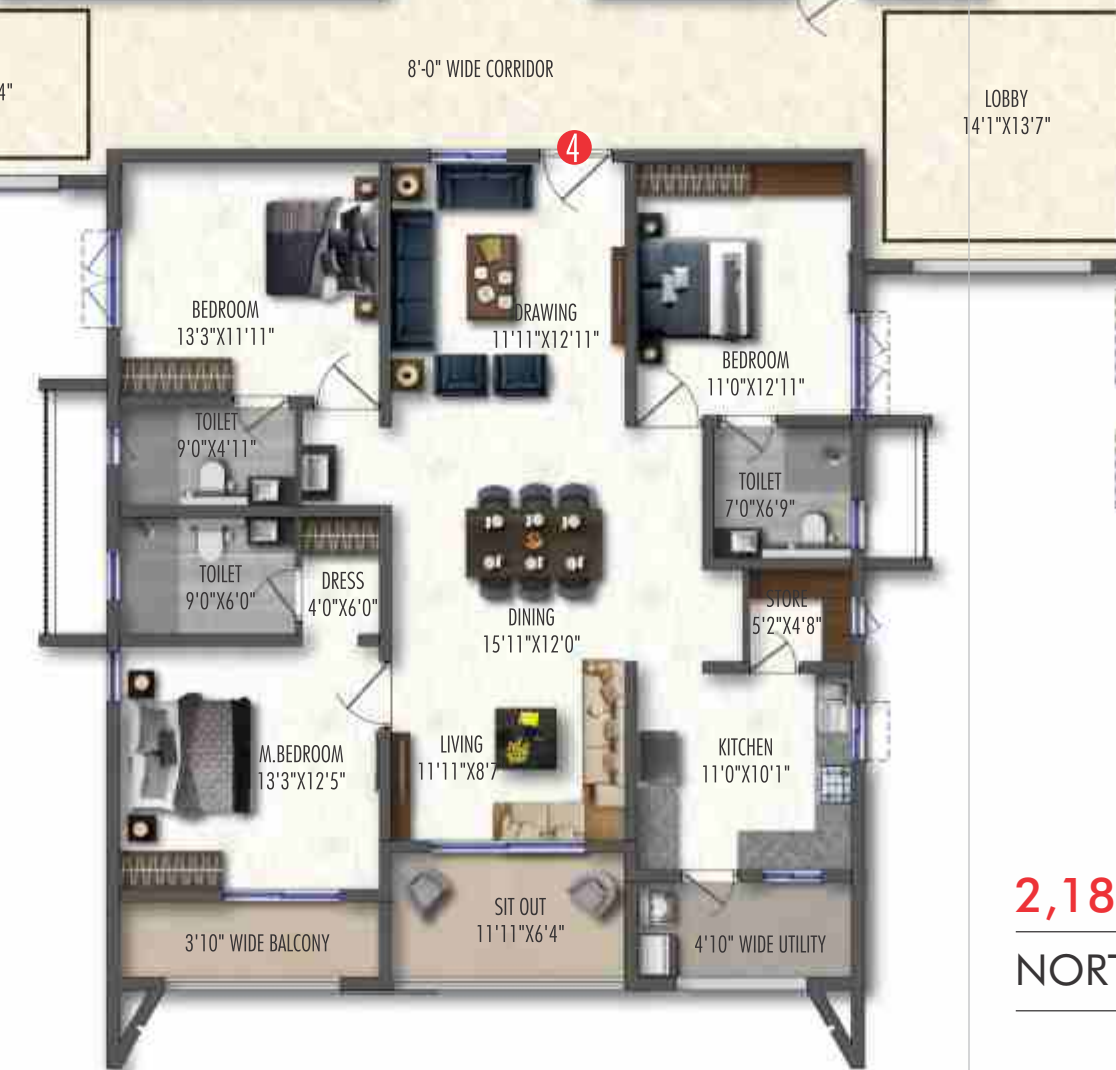 8'-0" WIDE CORRIDOR
4"
LOBBY
14'1"X13'7"
4
BEDROOM
13'3"X11'11"
DRAWING
11'11"X12'11"
BEDROOM
11'0"X12'11"
TOILET
9'0"X4'11"
TOILET
7'0"X6'9"
TOILET
9'0"X6'0"
DRESS
4'0"X6'0"
DINING
15'11"X12'0"
STORE
5'2"X4'8"
M.BEDROOM
13'3"X12'5"
LIVING
11'11"X8'7
KITCHEN
11'0"X10'1"
SIT OUT
11'11"X6'4"
3'10" WIDE BALCONY
4'10" WIDE UTILITY
2,18
NORT